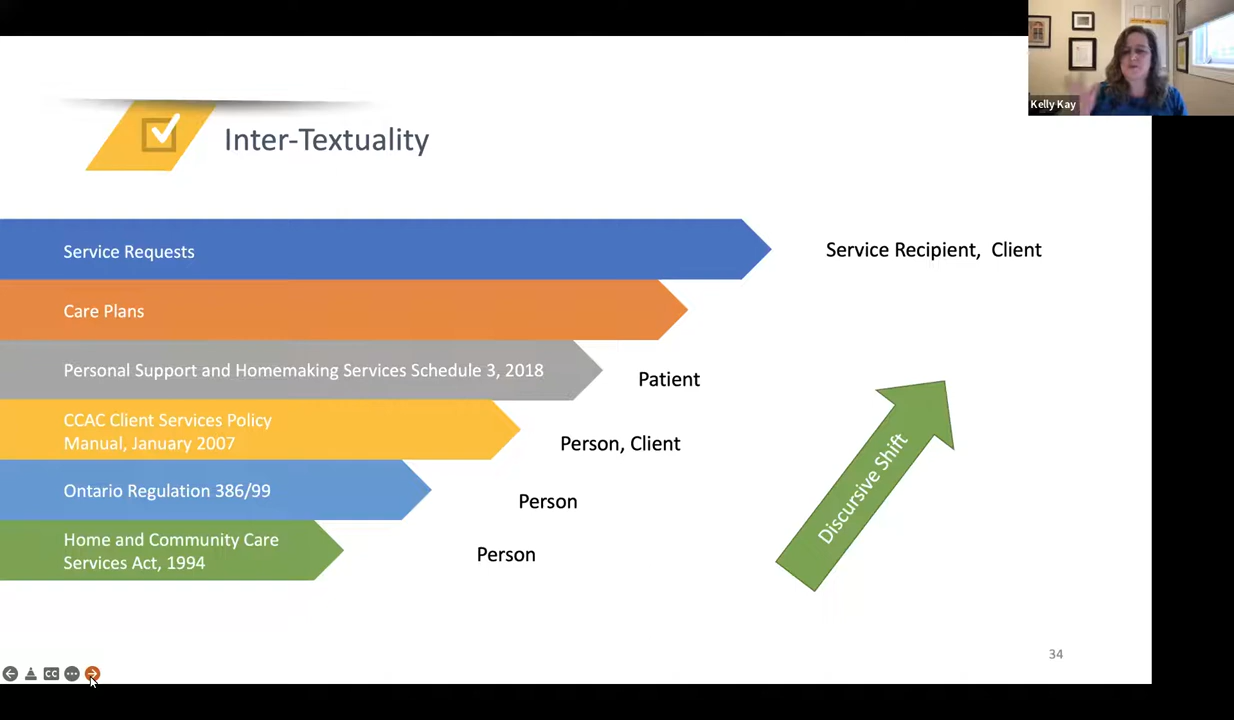 Kelly Kay
Inter-Textuality
Service Requests
Service Recipient, Client
Care Plans
Personal Support and Homemaking Services Schedule 3, 2018
Patient
CCAC Client Services Policy
Manual, January 2007
Person, Client
Ontario Regulation 386/99
Person
Home and Community Care
Services Act, 1994
Person
Discursive Shift
34
CC